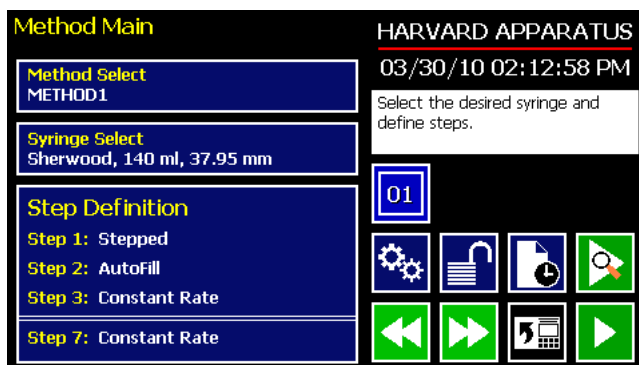 Method Main
Method Select
METHOD1
Syringe Select
Sherwood, 140 ml, 37.95 mm
Step Definition
Step 1: Stepped
Step 2: AutoFill
Step 3: Constant Rate
Step 7: Constant Rate
HARVARD APPARATUS
03/30/10 02:12:58 PM
Select the desired syringe and
define steps.
01